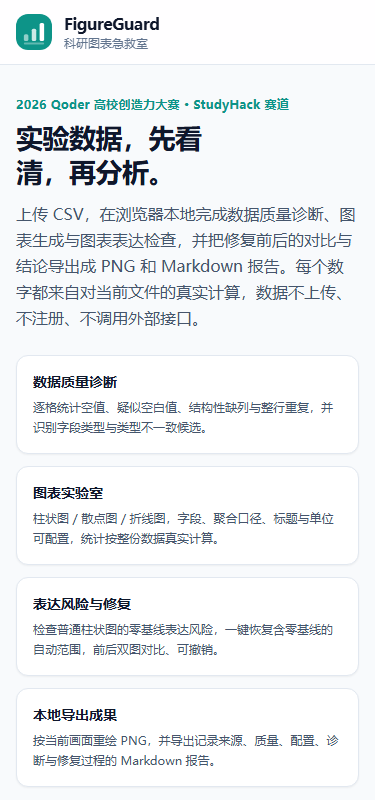 FigureGuard
科研图表急救室
2026 Qoder 高校创造力大赛 · StudyHack 赛道
实验数据，先看
清，再分析。
上传 CSV，在浏览器本地完成数据质量诊断、图
表生成与图表表达检查，并把修复前后的对比与
结论导出成 PNG 和 Markdown 报告。每个数
字都来自对当前文件的真实计算，数据不上传、
不注册、不调用外部接口。
数据质量诊断
逐格统计空值、疑似空白值、结构性缺列与整行重复，并
识别字段类型与类型不一致候选。
图表实验室
柱状图 / 散点图 / 折线图，字段、聚合口径、标题与单位
可配置，统计按整份数据真实计算。
表达风险与修复
检查普通柱状图的零基线表达风险，一键恢复含零基线的
自动范围，前后双图对比、可撤销。
本地导出成果
按当前画面重绘 PNG，并导出记录来源、质量、配置、诊
断与修复过程的 Markdown 报告。